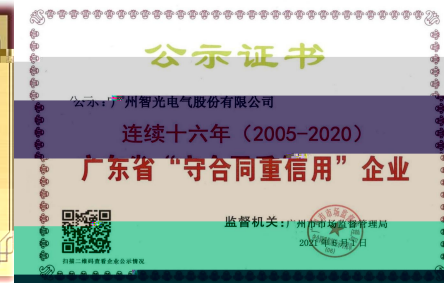 公示证书
公示：广州智光电气股份有限公司
连续十六年（2005-2020）
广东省“守合同重信用”企业
监督机关：广州市市场监督管理局
2021年6月1日
扫描二维码查看企业公示情况